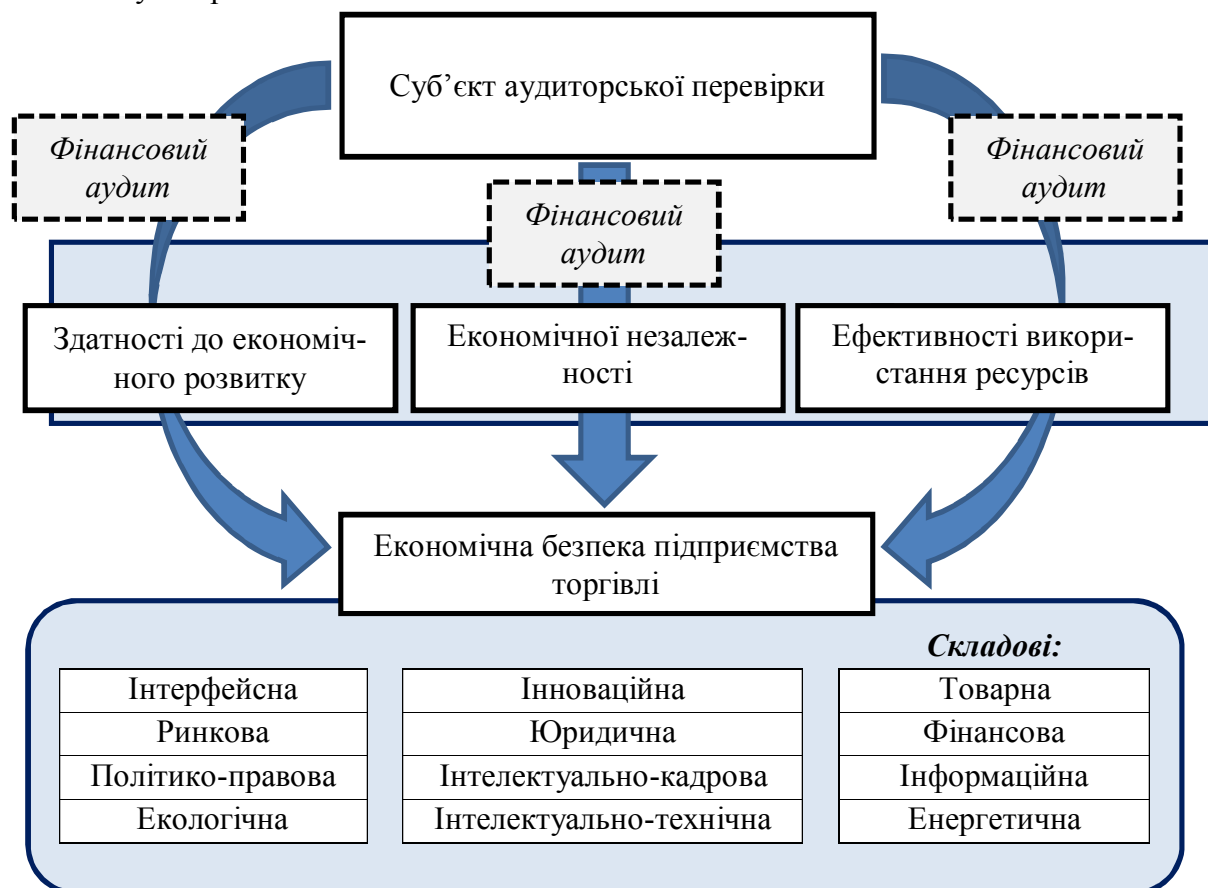 Суб’єкт аудиторської перевірки
Фінансовий
аудит
Фінансовий
аудит
Фінансовий
аудит
Здатності до економіч-
ного розвитку
Економічної незалеж-
ності
Ефективності викори-
стання ресурсів
Економічна безпека підприємства
торгівлі
Складові:
Інтерфейсна
Ринкова
Політико-правова
Екологічна
Інноваційна
Юридична
Інтелектуально-кадрова
Інтелектуально-технічна
Товарна
Фінансова
Інформаційна
Енергетична